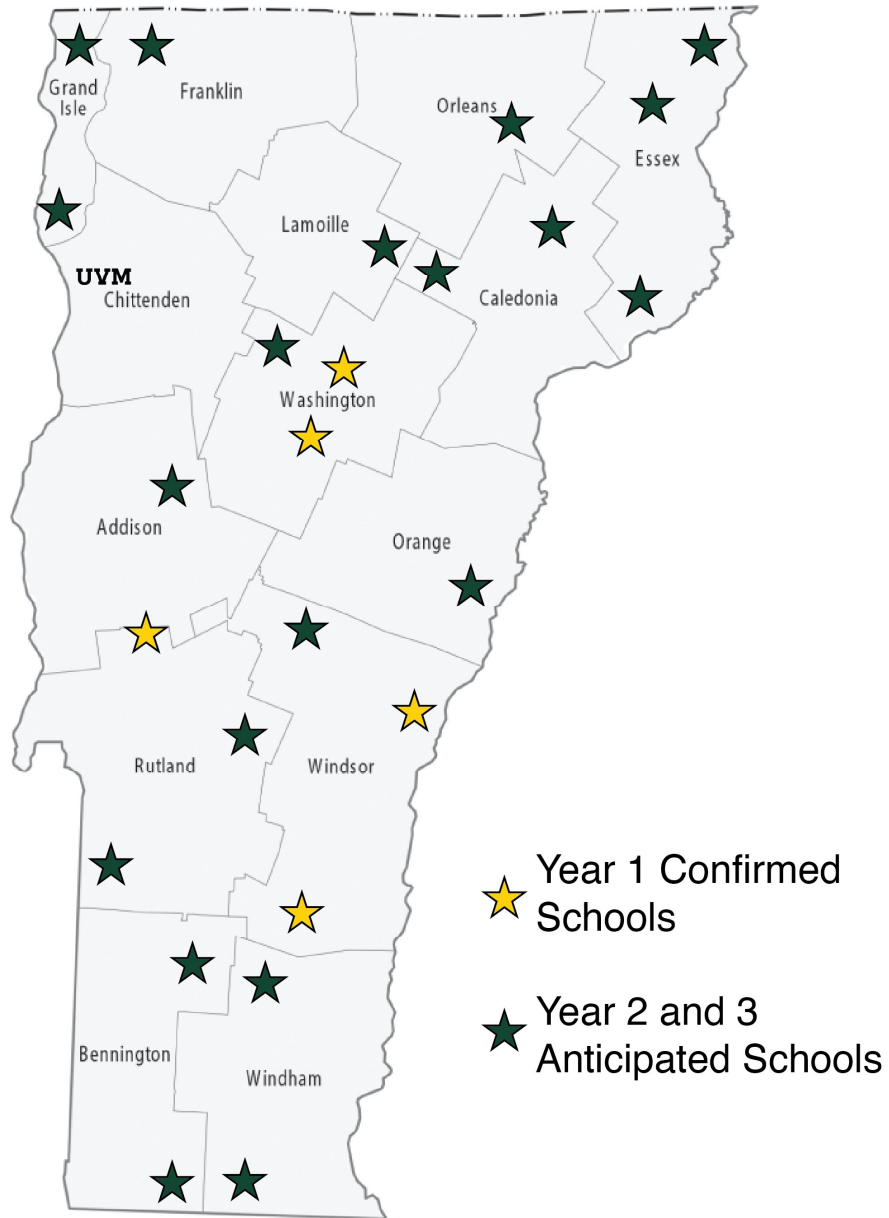 Grand
Isle
Franklin
Orleans
Essex
Lamoille
UVM
Chittenden
Caledonia
Washington
Addison
Orange
Rutland
Windsor
Year 1 Confirmed
Schools
Year 2 and 3
Anticipated Schools
Bennington
Windham